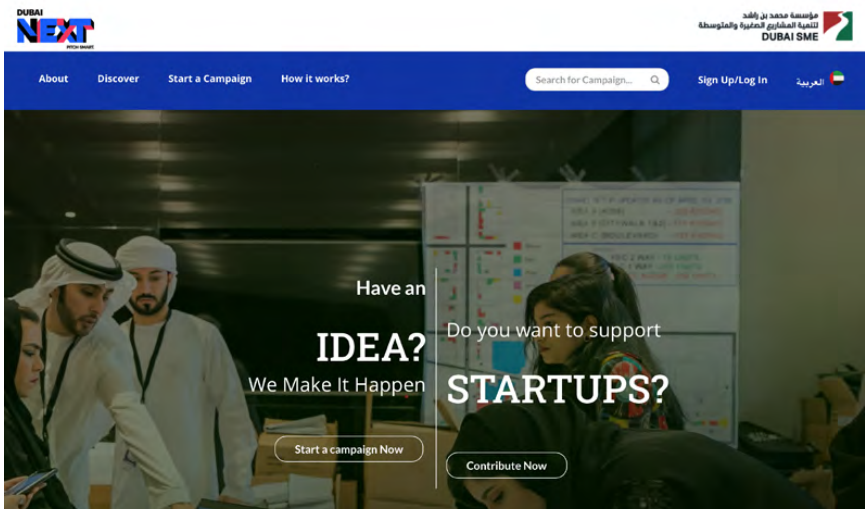 DUBAI
NEXT
PITCH SMART.
مؤسسة محمد بن راشد
لتنمية المشاريع الصغيرة والمتوسطة
DUBAI SME
About
Discover
Start a Campaign
How it works?
Search for Campaign...
Sign Up/Log In
العربية
Have an
IDEA?
We Make It Happen
Start a campaign Now
Do you want to support
STARTUPS?
Contribute Now